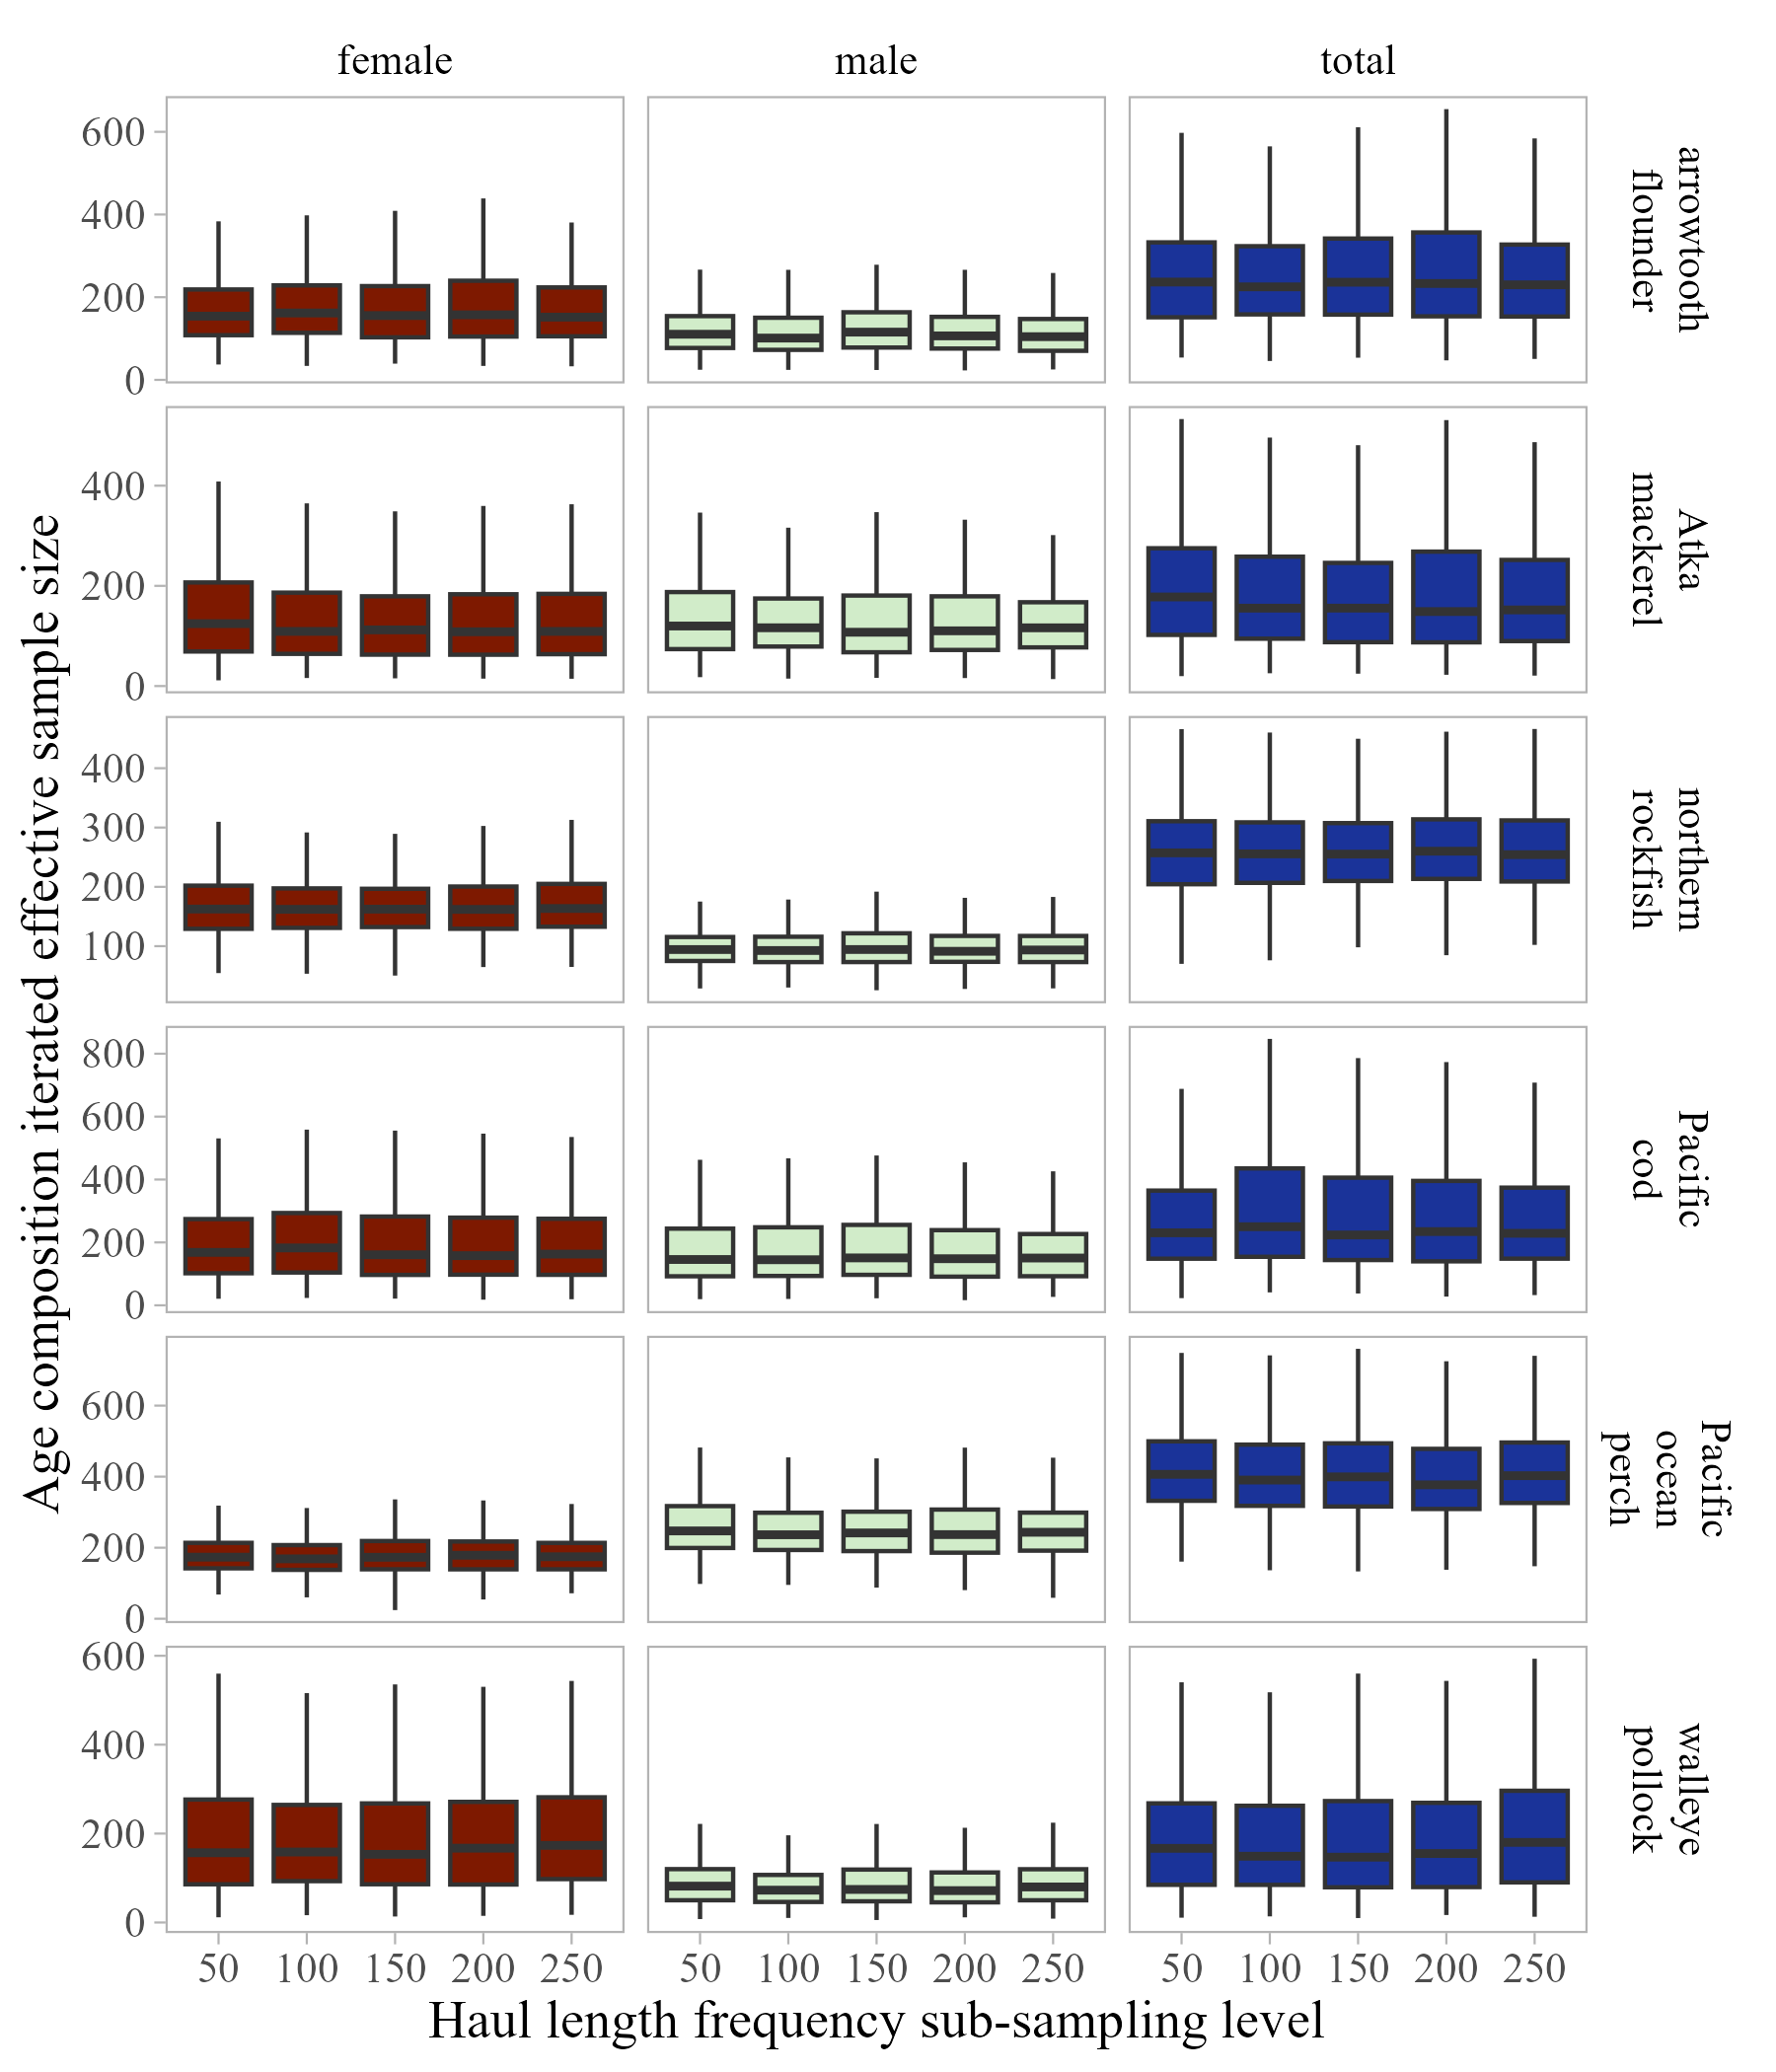 female
male
total
600
400
200
0
arrowtooth
flounder
400
200
0
Atka
mackerel
400
300
200
100
northern
rockfish
800
600
400
200
0
Pacific
cod
600
400
200
0
Pacific
ocean
perch
600
400
200
0
walleye
pollock
Age composition iterated effective sample size
50 100 150 200 250
50 100 150 200 250
50 100 150 200 250
Haul length frequency sub-sampling level